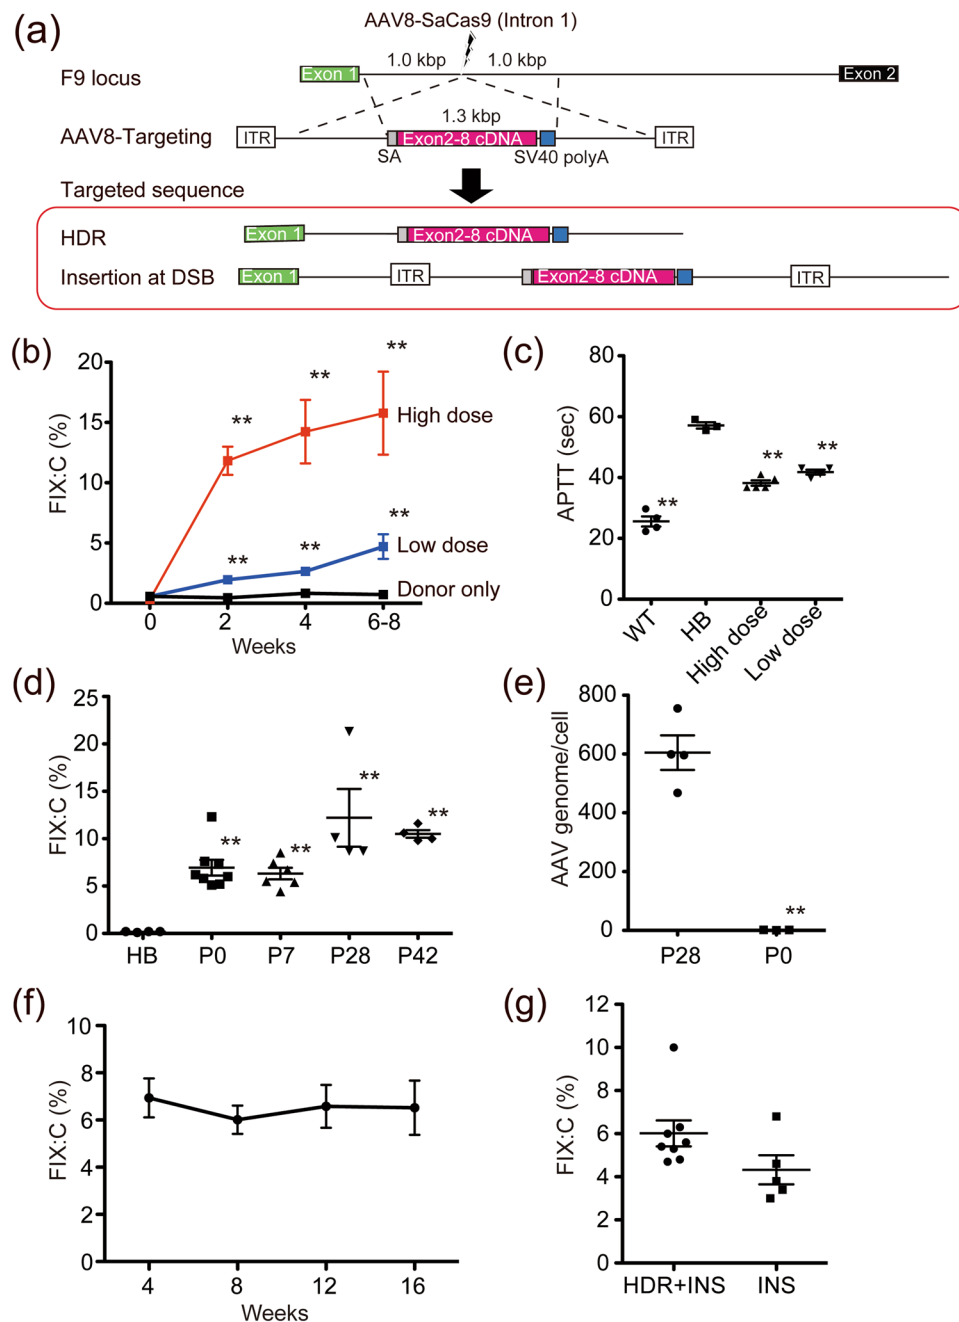 (a)
AAV8-SaCas9 (Intron 1)
1.0 kbp 1.0 kbp
F9 locus Exon 1 Exon 2
1.3 kbp
AAV8-Targeting ITR Exon2-8 cDNA ITR
SA SV40 polyA
Targeted sequence
HDR Exon 1 Exon2-8 cDNA
Insertion at DSB Exon 1 ITR Exon2-8 cDNA ITR
(b)
FIX:C (%)
20
15
10
5
0
** ** **
High dose
** ** **
Low dose
Donor only
0 2 4 6-8
Weeks
(c)
APTT (sec)
80
60
40
20
0
** ** **
WT HB High dose Low dose
(d)
FIX:C (%)
25
20
15
10
5
0
** ** ** **
HB P0 P7 P28 P42
(e)
AAV genome/cell
800
600
400
200
0
**
P28 P0
(f)
FIX:C (%)
10
8
6
4
2
0
4 8 12 16
Weeks
(g)
FIX:C (%)
12
10
8
6
4
2
0
HDR+INS INS